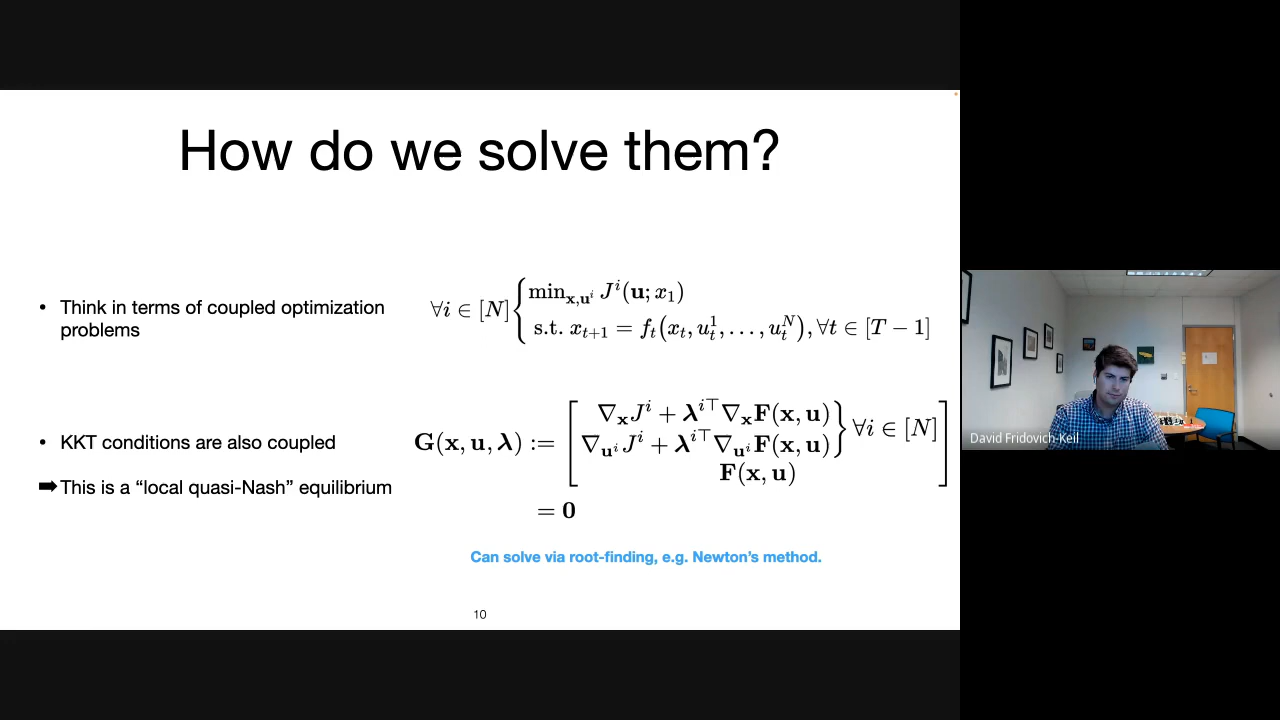 How do we solve them?
• Think in terms of coupled optimization
problems
∀i ∈ [N] { min_{𝐱,𝐮^i} J^i(𝐮; x_1)
s.t. x_{t+1} = f_t(x_t, u_t^1, . . . , u_t^N), ∀t ∈ [T − 1]
• KKT conditions are also coupled
➡ This is a “local quasi-Nash” equilibrium
𝐆(𝐱, 𝐮, 𝛌) := [ ∇_𝐱 J^i + 𝛌^{i⊤} ∇_𝐱 𝐅(𝐱, 𝐮)
∇_{𝐮^i} J^i + 𝛌^{i⊤} ∇_{𝐮^i} 𝐅(𝐱, 𝐮) } ∀i ∈ [N]
𝐅(𝐱, 𝐮) ]
= 𝟎
Can solve via root-finding, e.g. Newton’s method.
10
David Fridovich-Keil